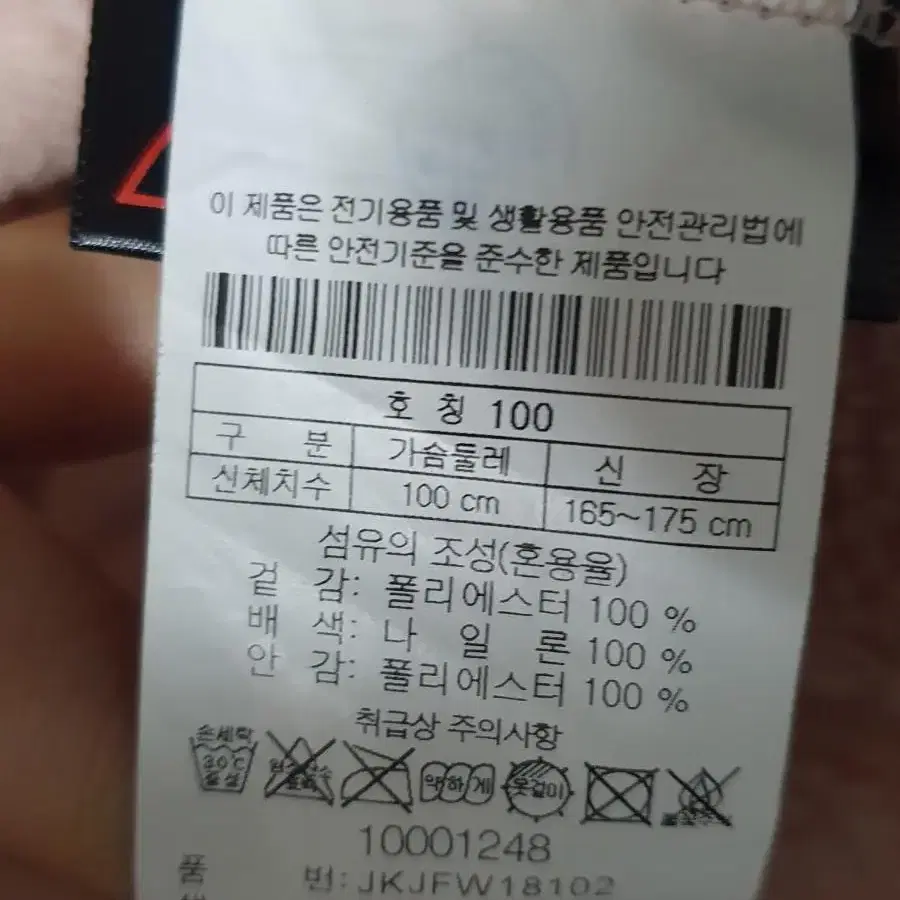 이 제품은 전기용품 및 생활용품 안전관리법에
따른 안전기준을 준수한 제품입니다
호 칭 100
구 분 가슴둘레 신 장
신체치수 100 cm 165~175 cm
섬유의 조성(혼용율)
겉 감: 폴리에스터 100 %
배 색: 나 일 론 100 %
안 감: 폴리에스터 100 %
취급상 주의사항
손세탁
30℃
중성
약하게
옷걸이
10001248
품 번: JKJFW18102